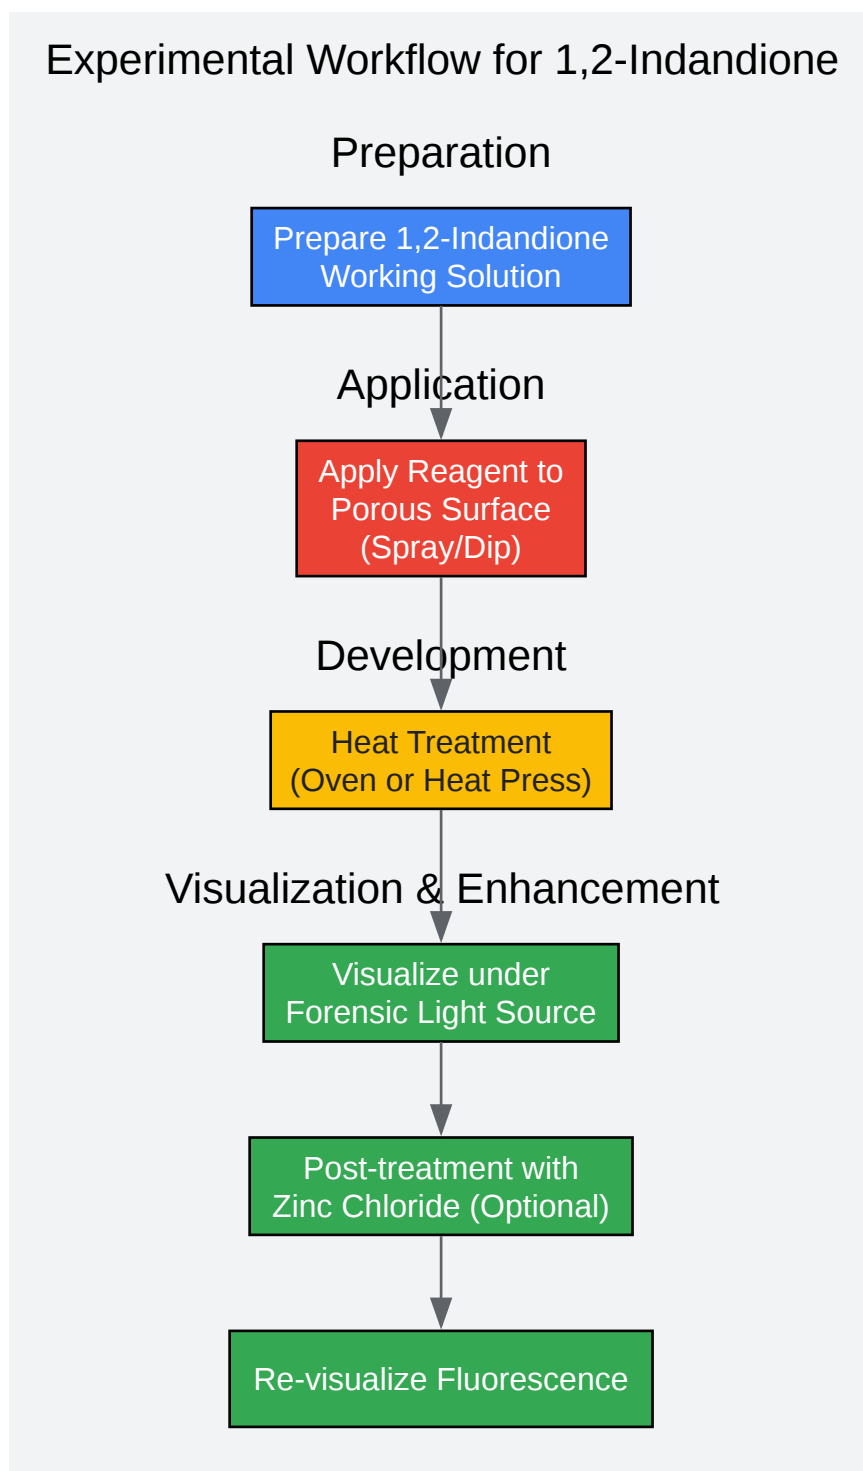 Experimental Workflow for 1,2-Indandione
Preparation
Prepare 1,2-Indandione
Working Solution
Application
Apply Reagent to
Porous Surface
(Spray/Dip)
Development
Heat Treatment
(Oven or Heat Press)
Visualization & Enhancement
Visualize under
Forensic Light Source
Post-treatment with
Zinc Chloride (Optional)
Re-visualize Fluorescence